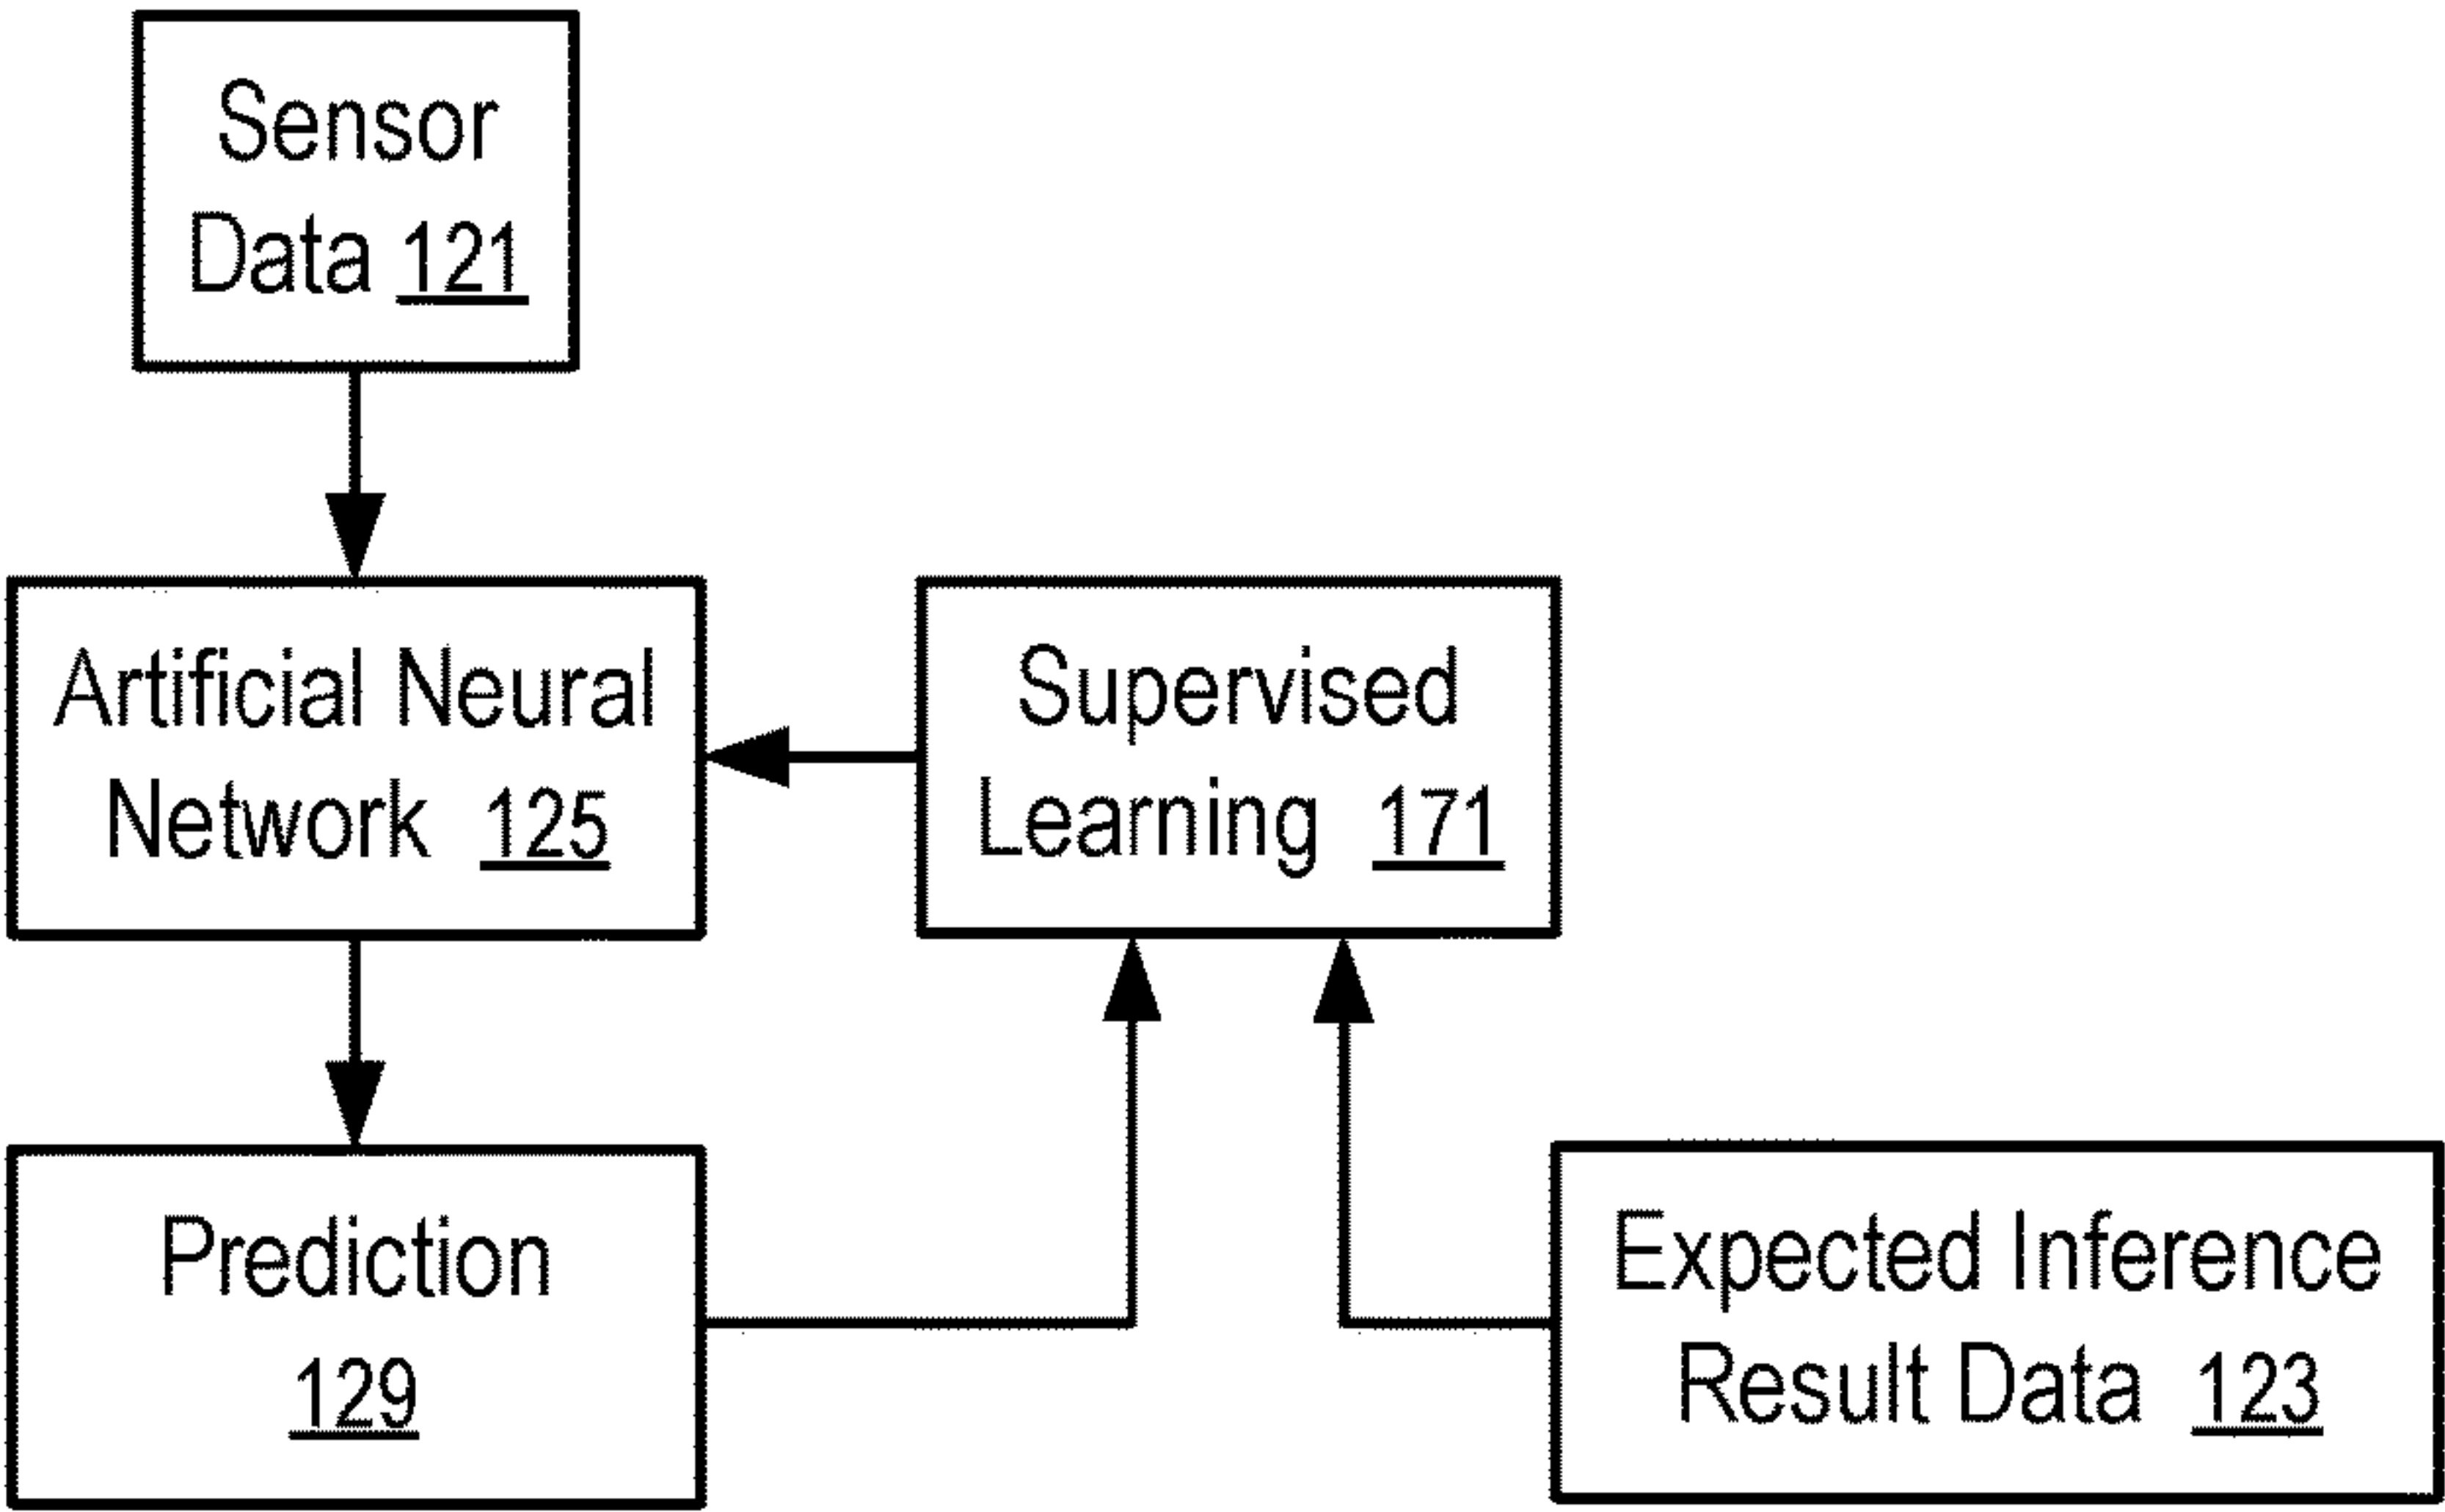 Sensor
Data 121
Artificial Neural
Network 125
Supervised
Learning 171
Prediction
129
Expected Inference
Result Data 123